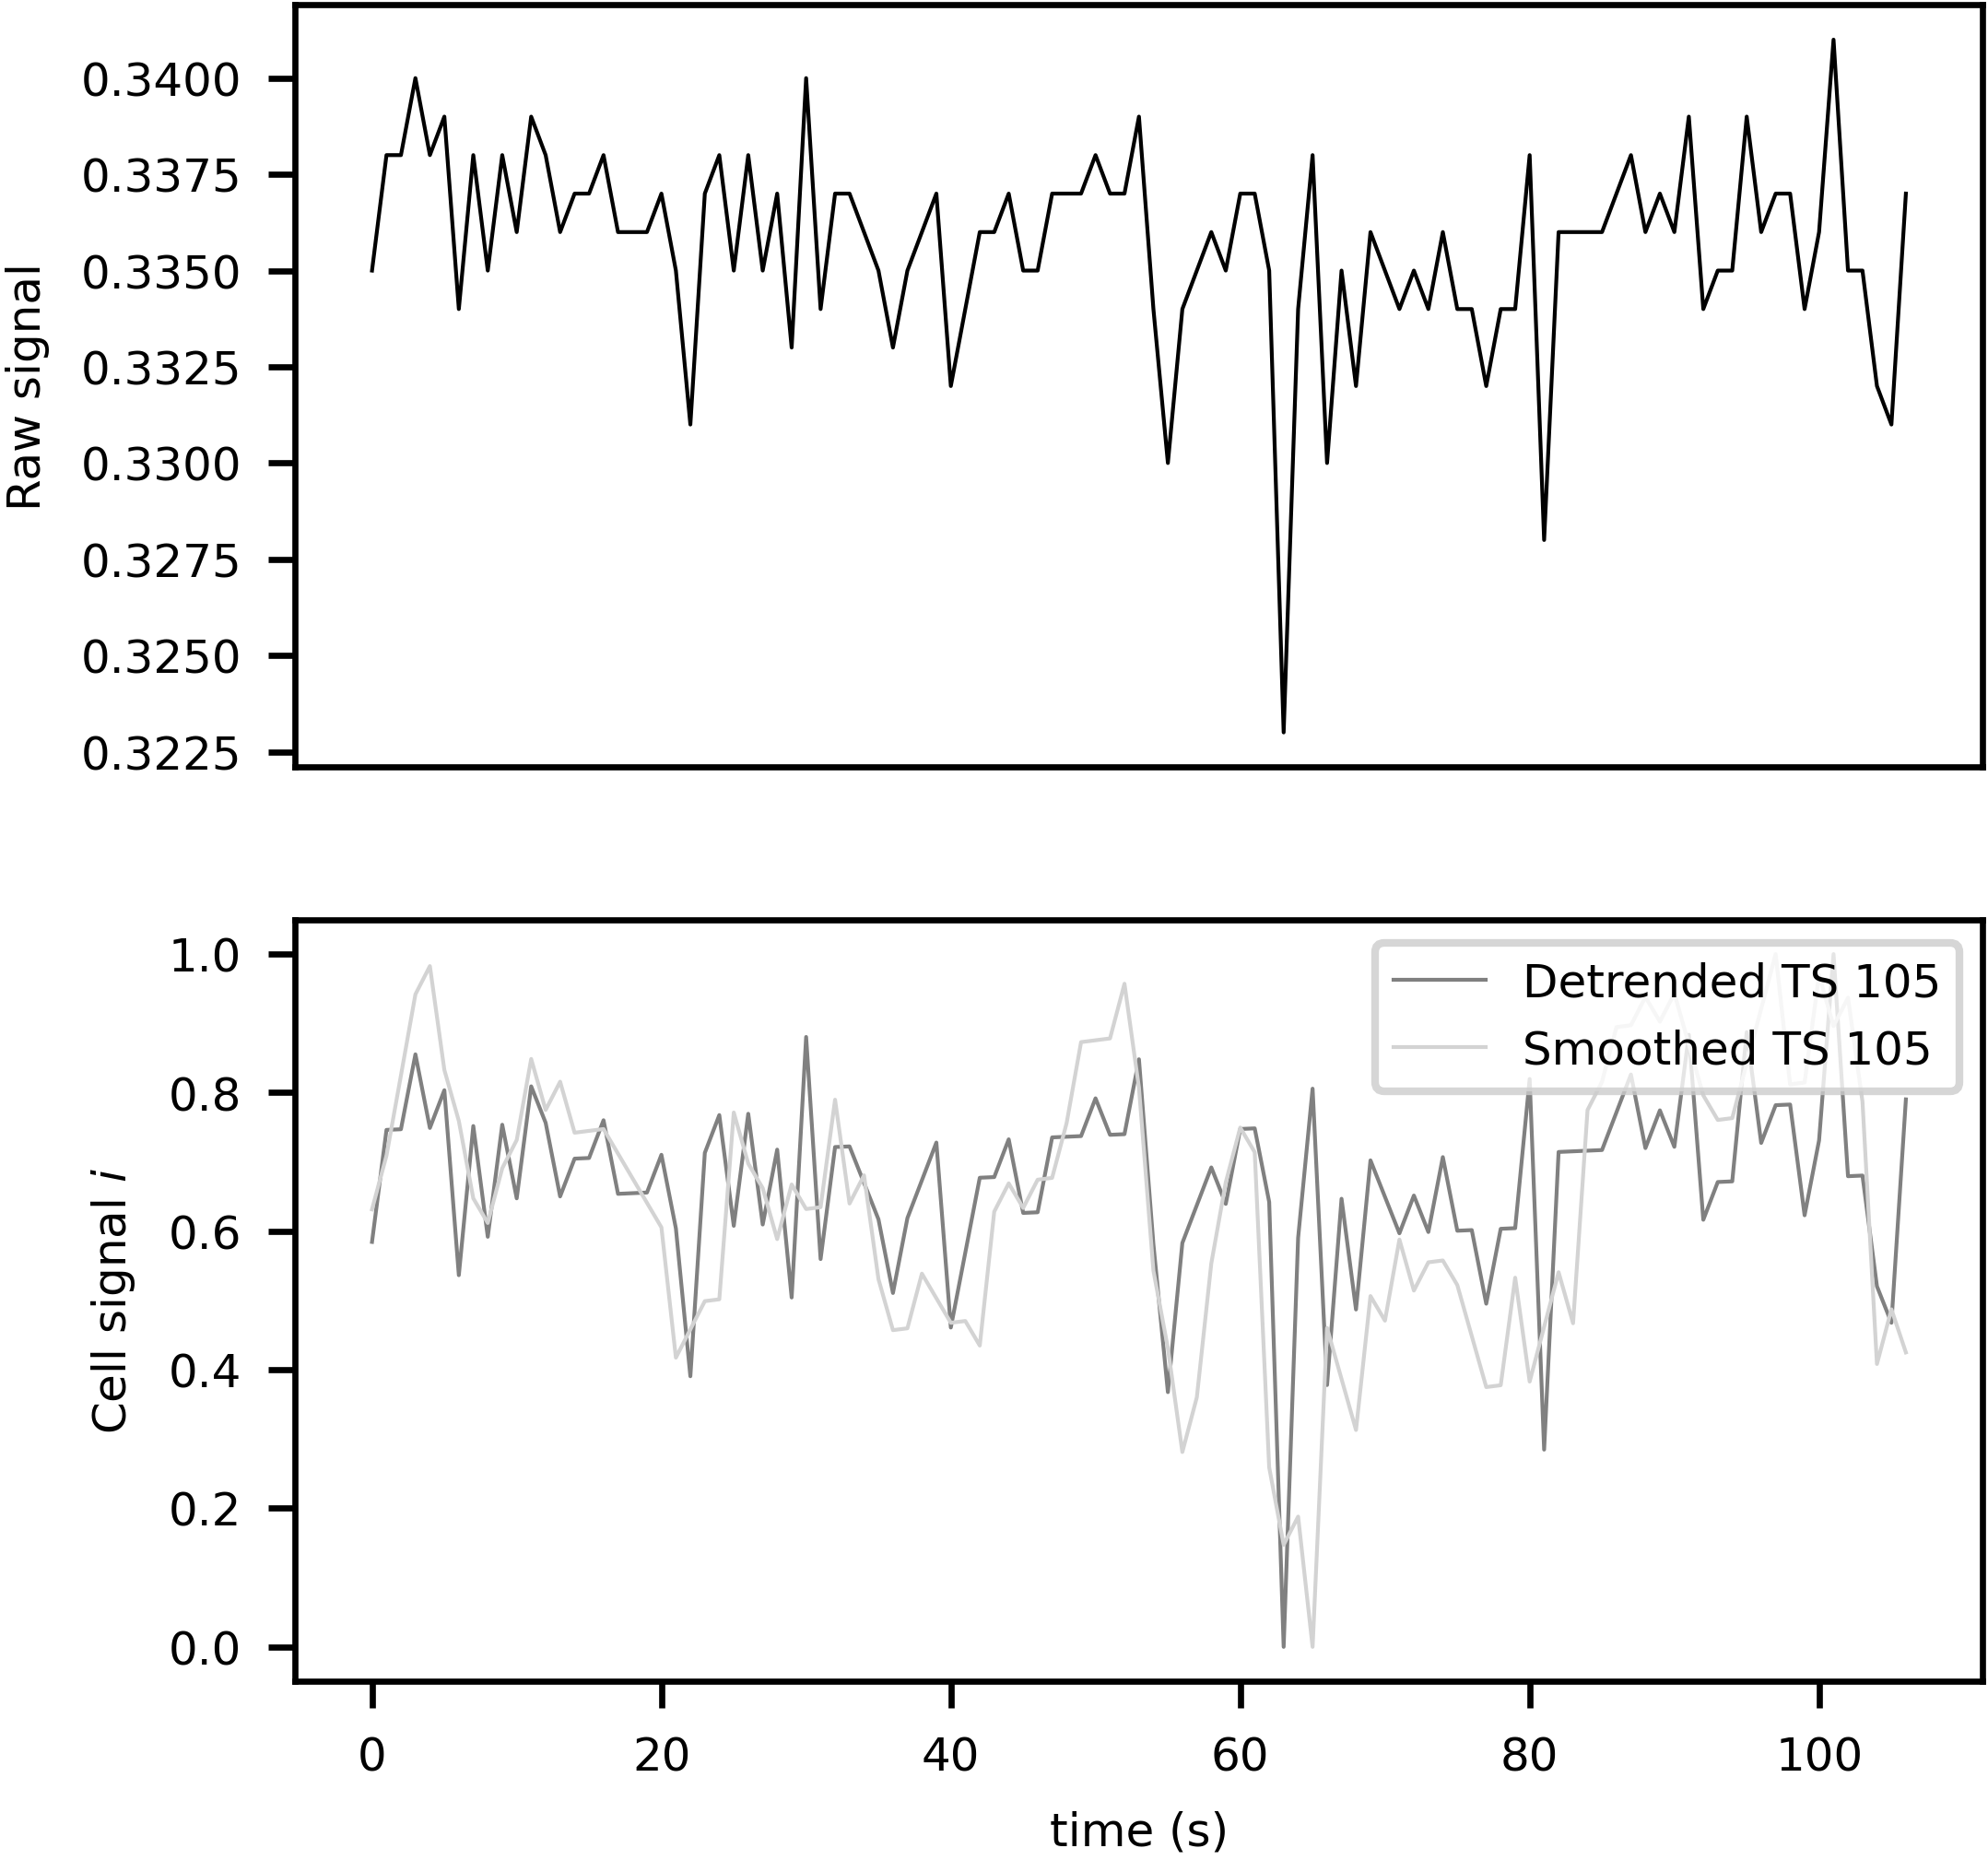 Raw signal
0.3400
0.3375
0.3350
0.3325
0.3300
0.3275
0.3250
0.3225
Cell signal i
1.0
0.8
0.6
0.4
0.2
0.0
Detrended TS 105
Smoothed TS 105
0 20 40 60 80 100
time (s)